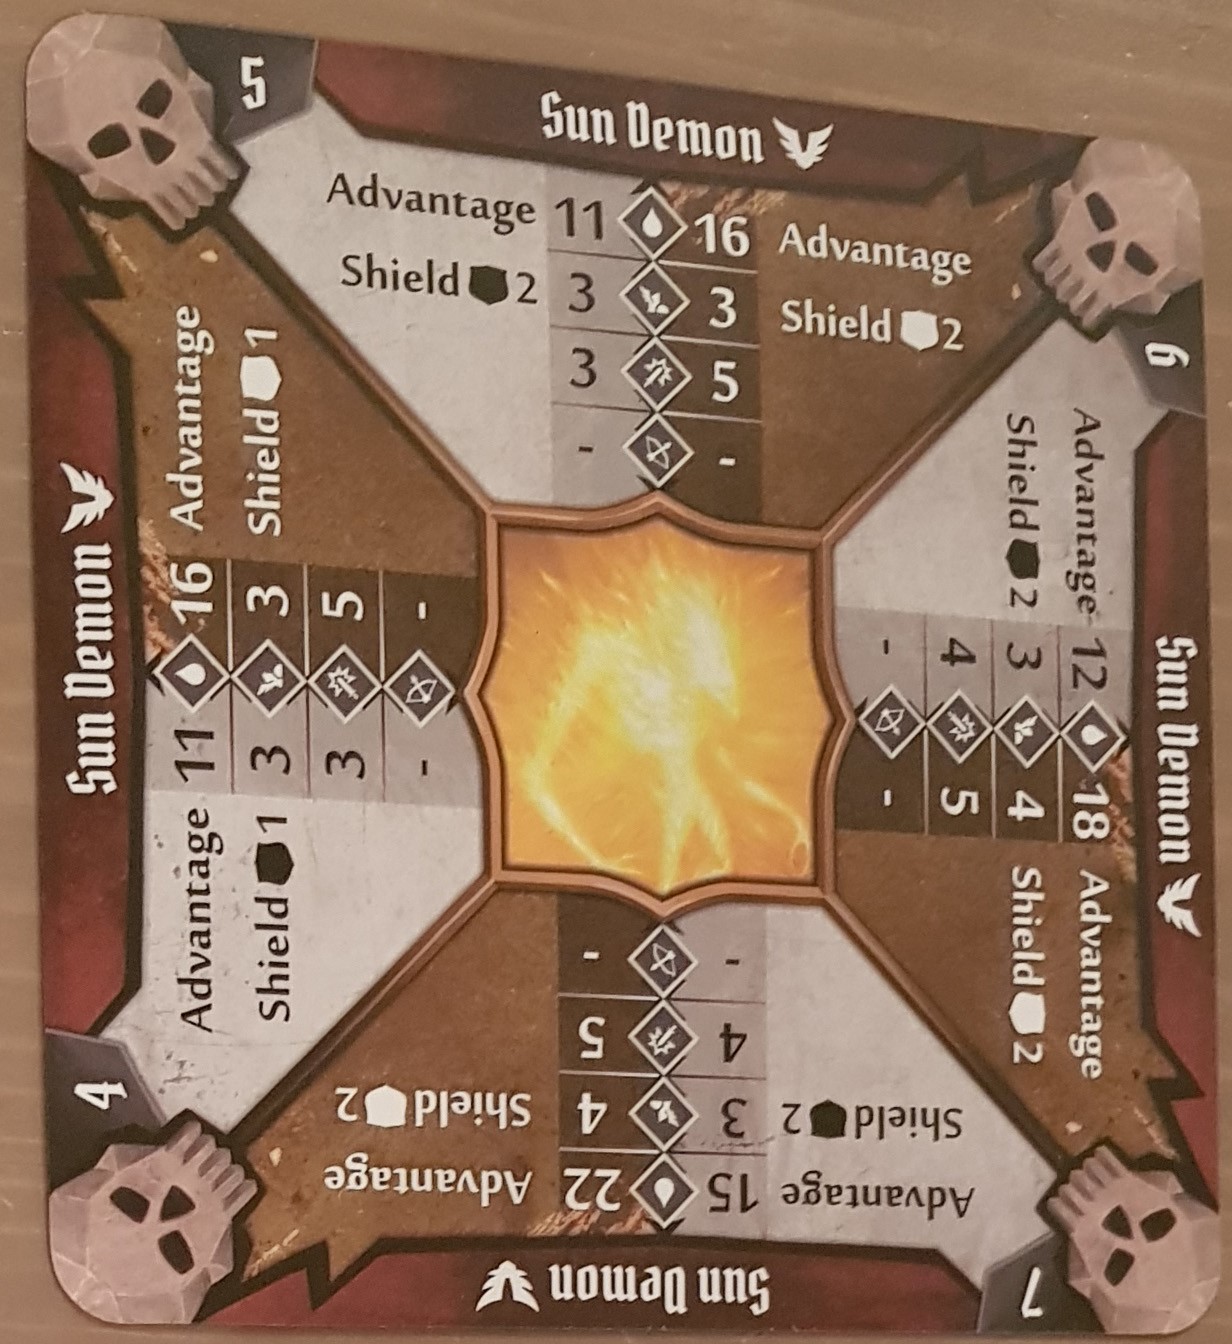 5
Sun Demon
Advantage 11 16 Advantage
Shield 2 3 3 Shield 2
3 5
- -
6
Sun Demon
Advantage 12 18 Advantage
Shield 2 3 4 Shield 2
4 5
- -
7
Sun Demon
Advantage 15 22 Advantage
Shield 2 3 4 Shield 2
4 5
- -
4
Sun Demon
Advantage 11 16 Advantage
Shield 1 3 3 Shield 1
3 5
- -